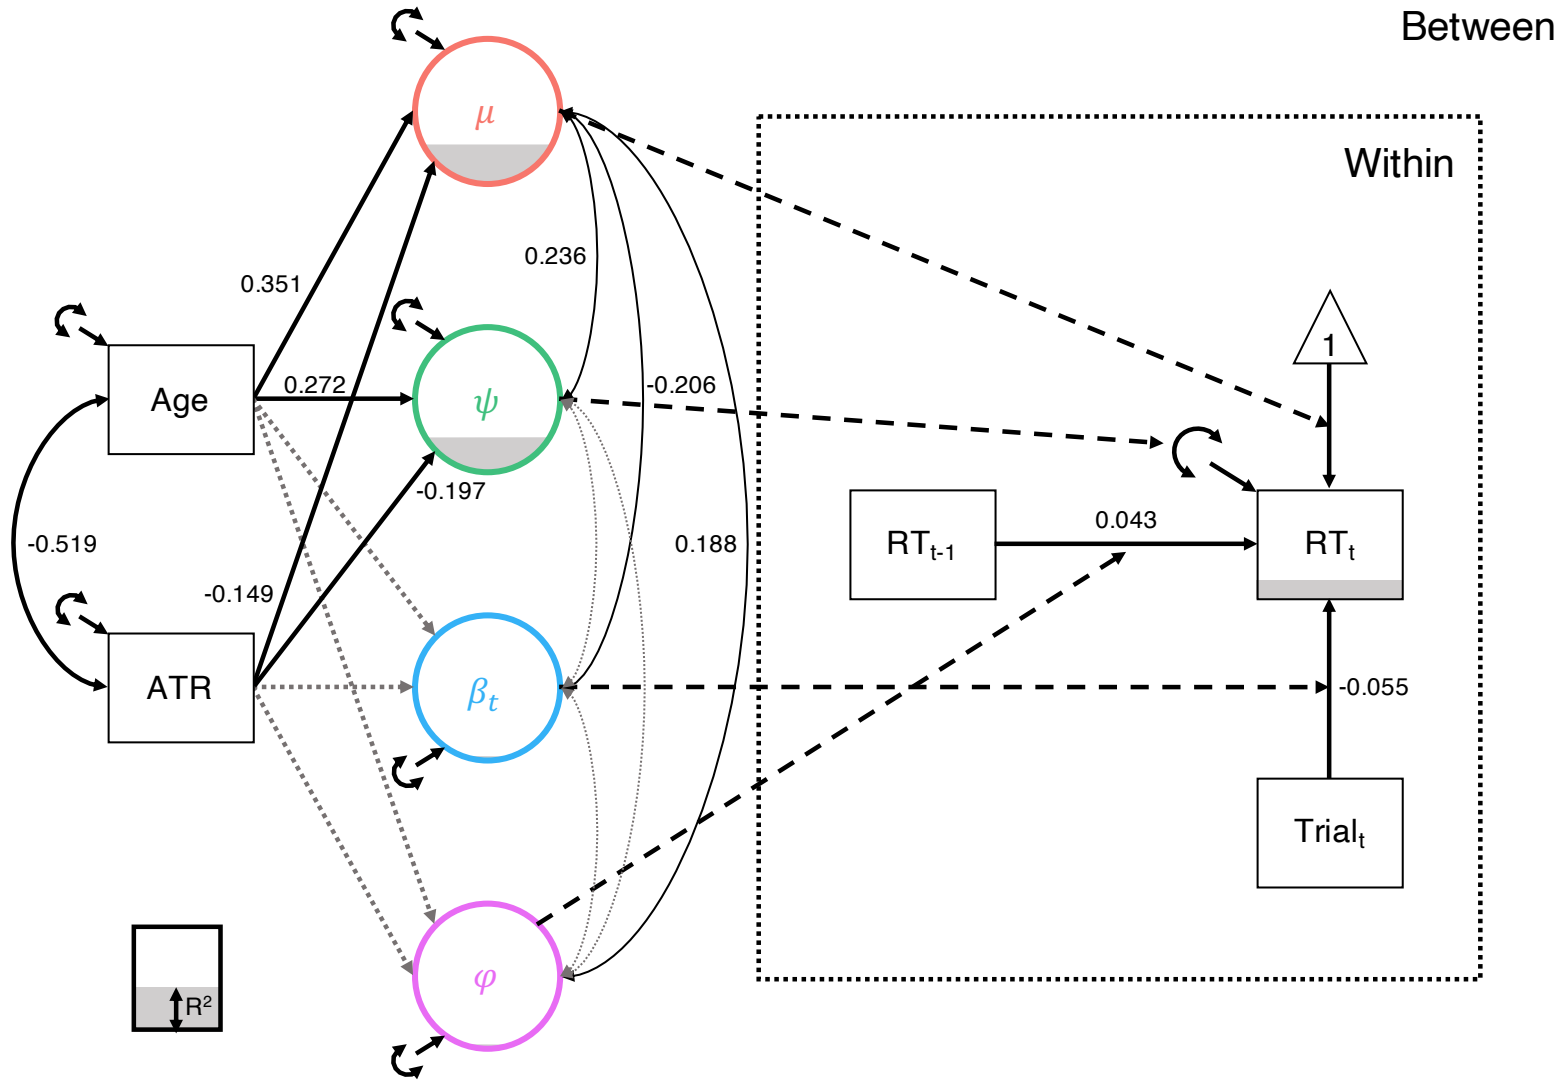 Between
Within
μ
0.236
0.351
1
ψ
0.272
-0.206
Age
-0.197
0.043
RTt-1
RTt
-0.519
0.188
-0.149
ATR
βt
-0.055
Trialt
φ
R²